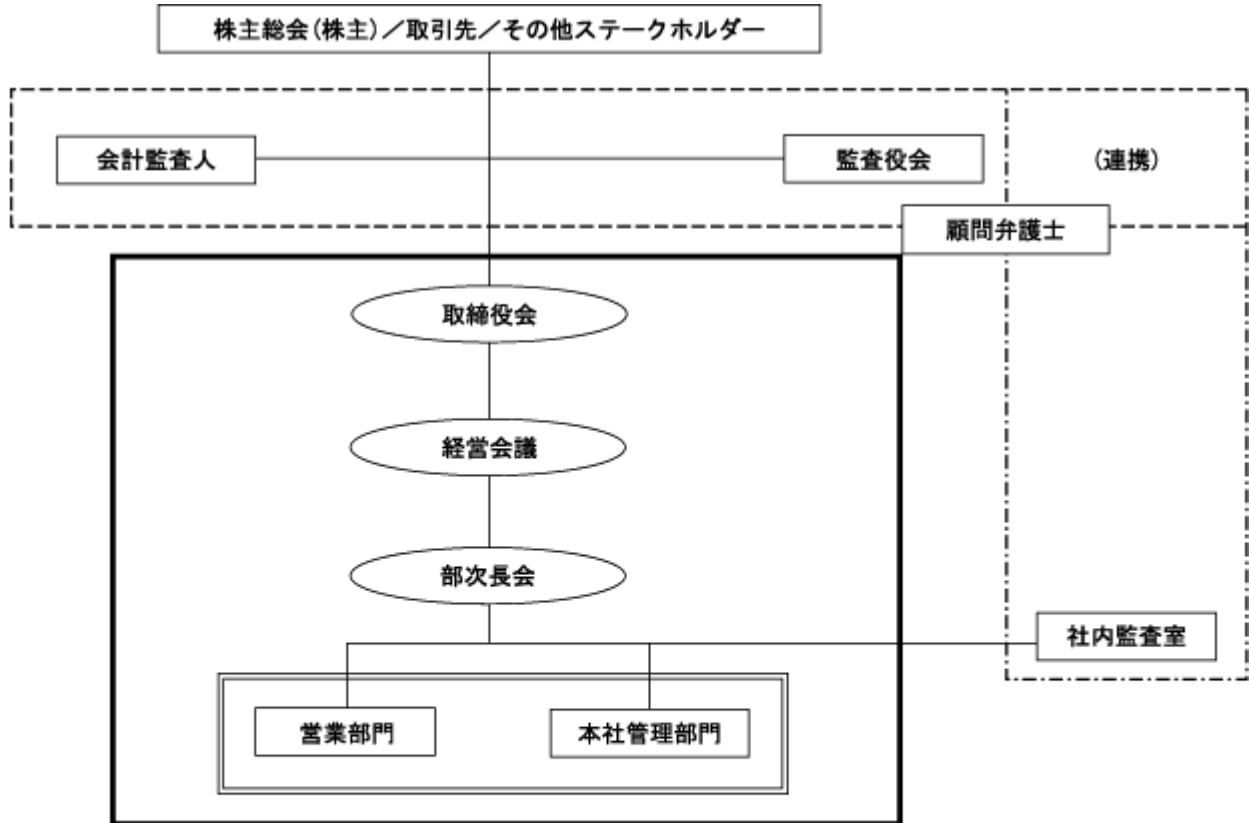 株主総会(株主)／取引先／その他ステークホルダー
会計監査人
監査役会
(連携)
顧問弁護士
取締役会
経営会議
部次長会
社内監査室
営業部門
本社管理部門